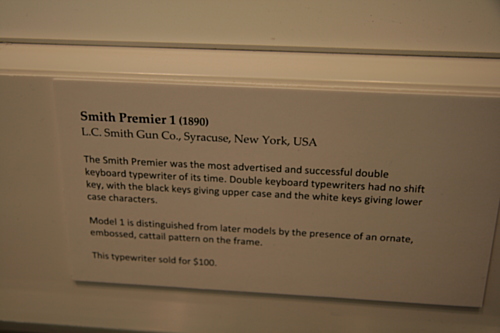 Smith Premier 1 (1890)
L.C. Smith Gun Co., Syracuse, New York, USA
The Smith Premier was the most advertised and successful double
keyboard typewriter of its time. Double keyboard typewriters had no shift
key, with the black keys giving upper case and the white keys giving lower
case characters.
Model 1 is distinguished from later models by the presence of an ornate,
embossed, cattail pattern on the frame.
This typewriter sold for $100.